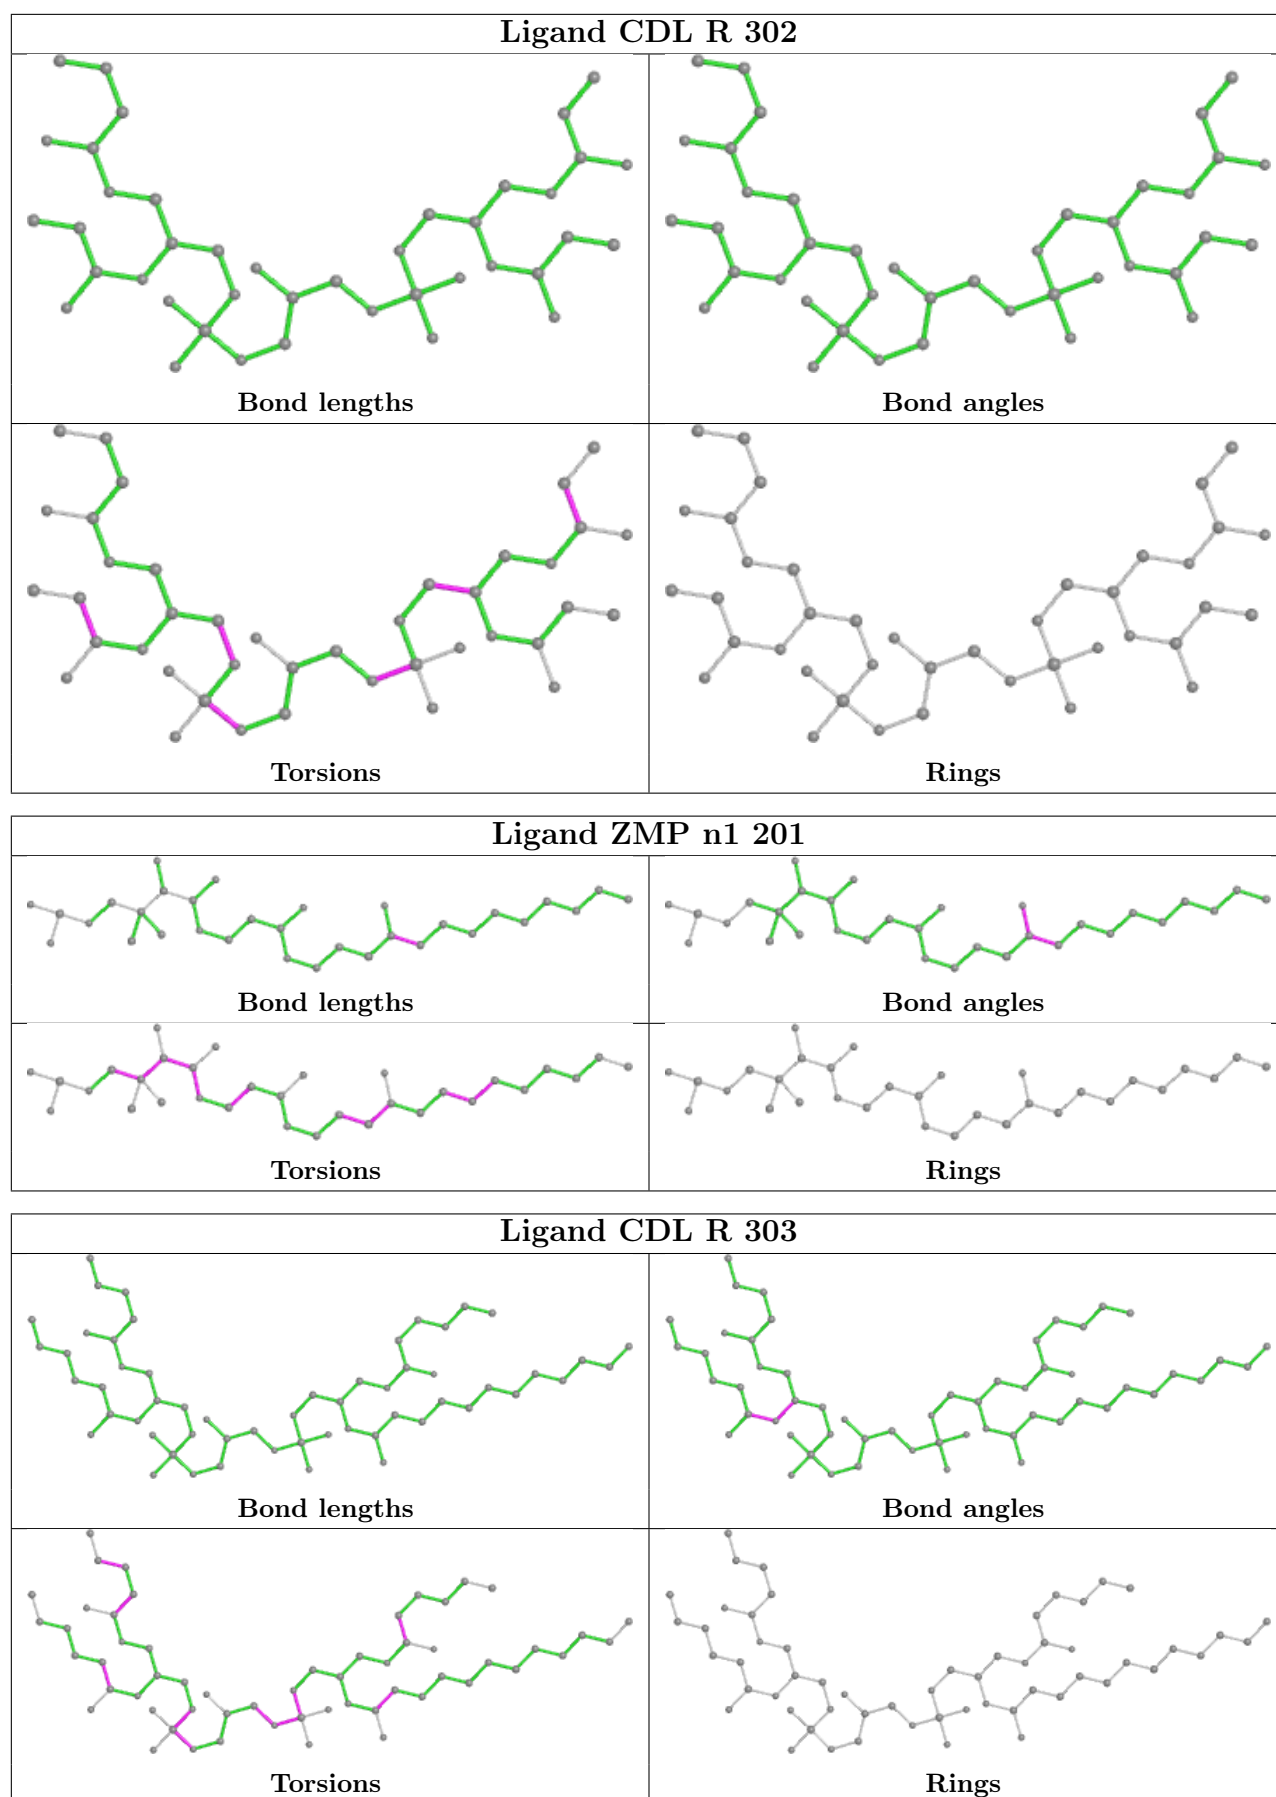 Ligand CDL R 302
Bond lengths
Bond angles
Torsions
Rings
Ligand ZMP n1 201
Bond lengths
Bond angles
Torsions
Rings
Ligand CDL R 303
Bond lengths
Bond angles
Torsions
Rings